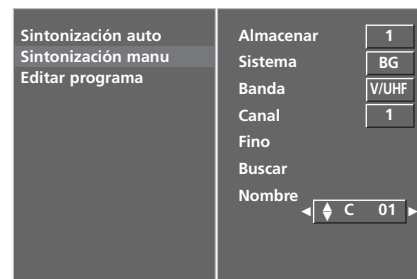 Sintonización auto
Sintonización manu
Editar programa
Almacenar 1
Sistema BG
Banda V/UHF
Canal 1
Fino
Buscar
Nombre
C 01